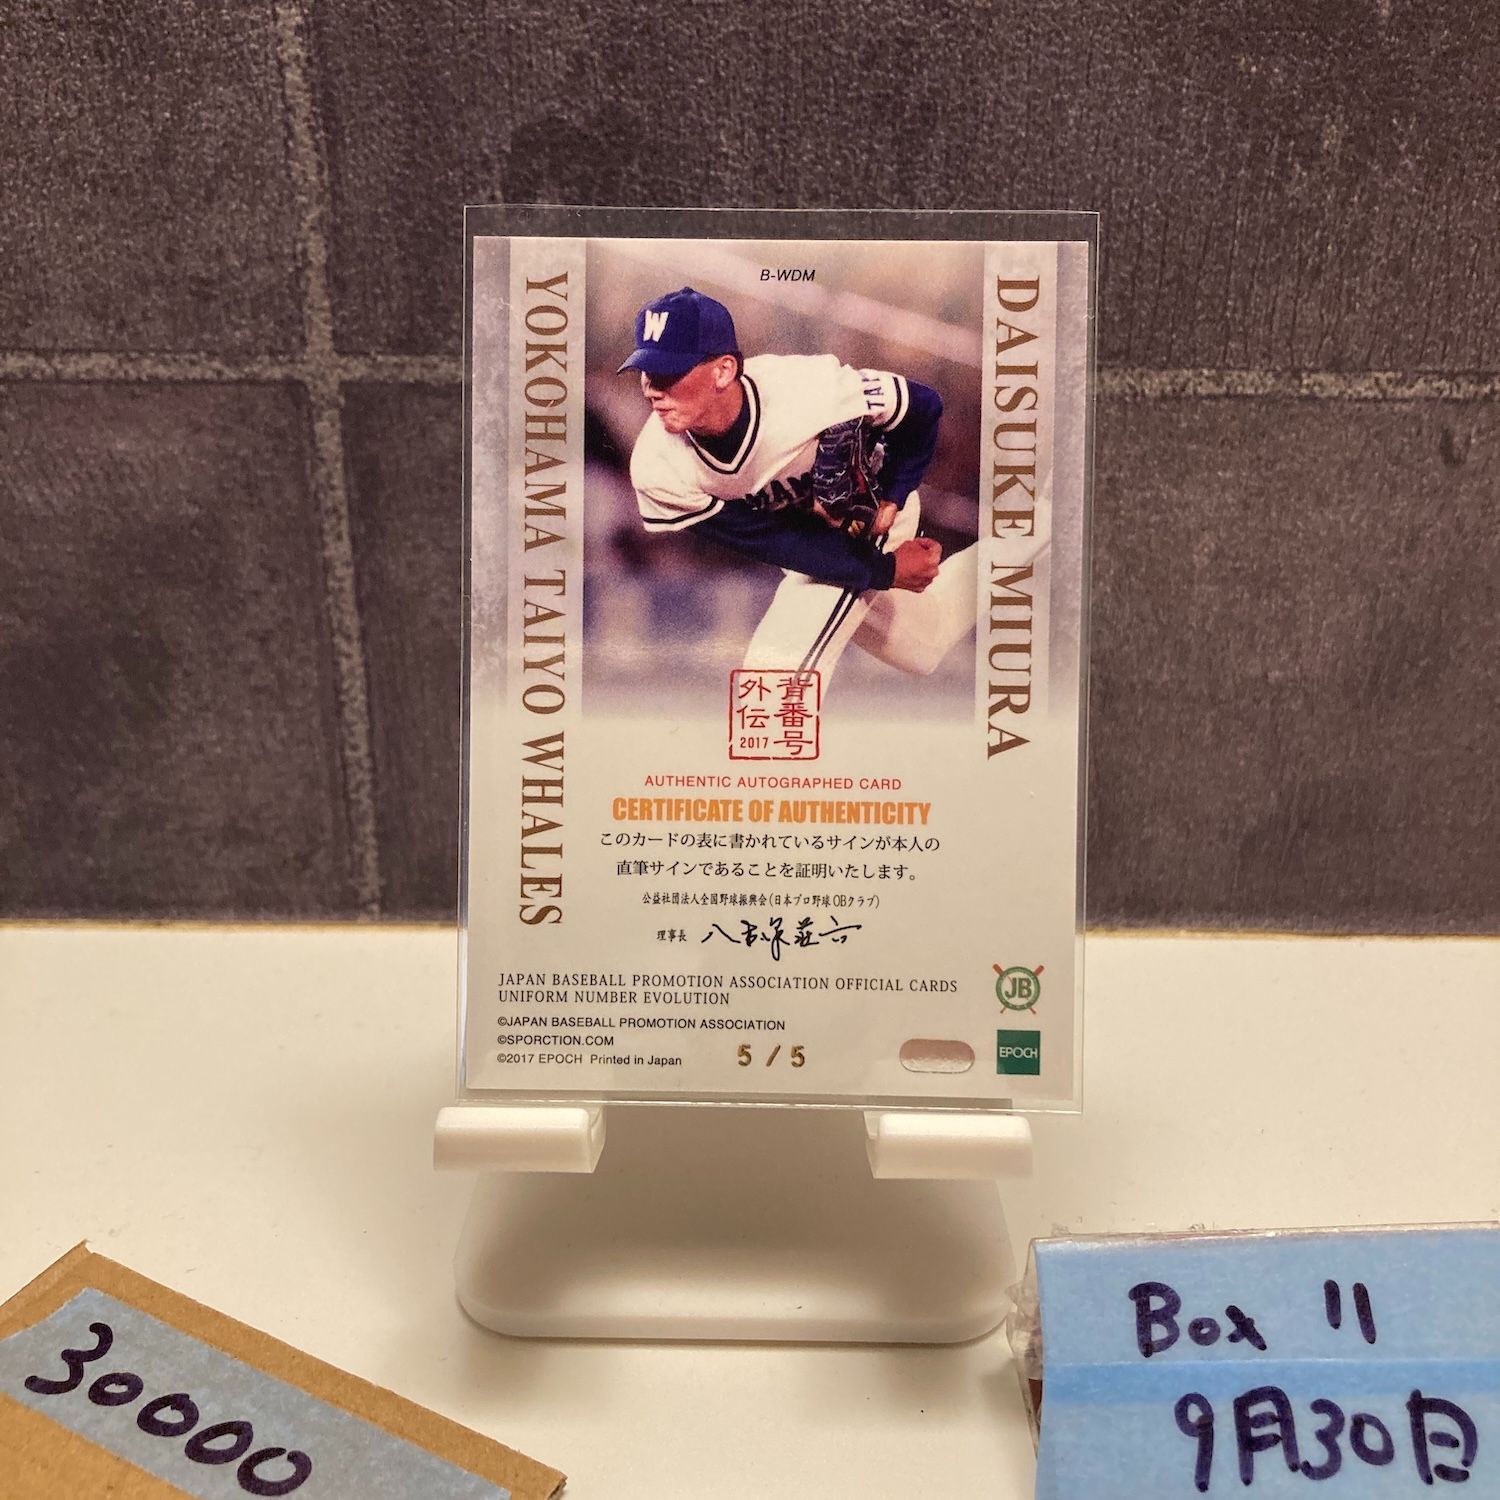 B-WDM
YOKOHAMA TAIYO WHALES
DAISUKE MIURA
W
背番号
外伝
2017
AUTHENTIC AUTOGRAPHED CARD
CERTIFICATE OF AUTHENTICITY
このカードの表に書かれているサインが本人の
直筆サインであることを証明いたします。
公益社団法人全国野球振興会(日本プロ野球OBクラブ)
理事長 八木沢荘六
JAPAN BASEBALL PROMOTION ASSOCIATION OFFICIAL CARDS
UNIFORM NUMBER EVOLUTION
JB
©JAPAN BASEBALL PROMOTION ASSOCIATION
©SPORCTION.COM
©2017 EPOCH Printed in Japan
5 / 5
EPOCH
30000
Box 11
9月30日